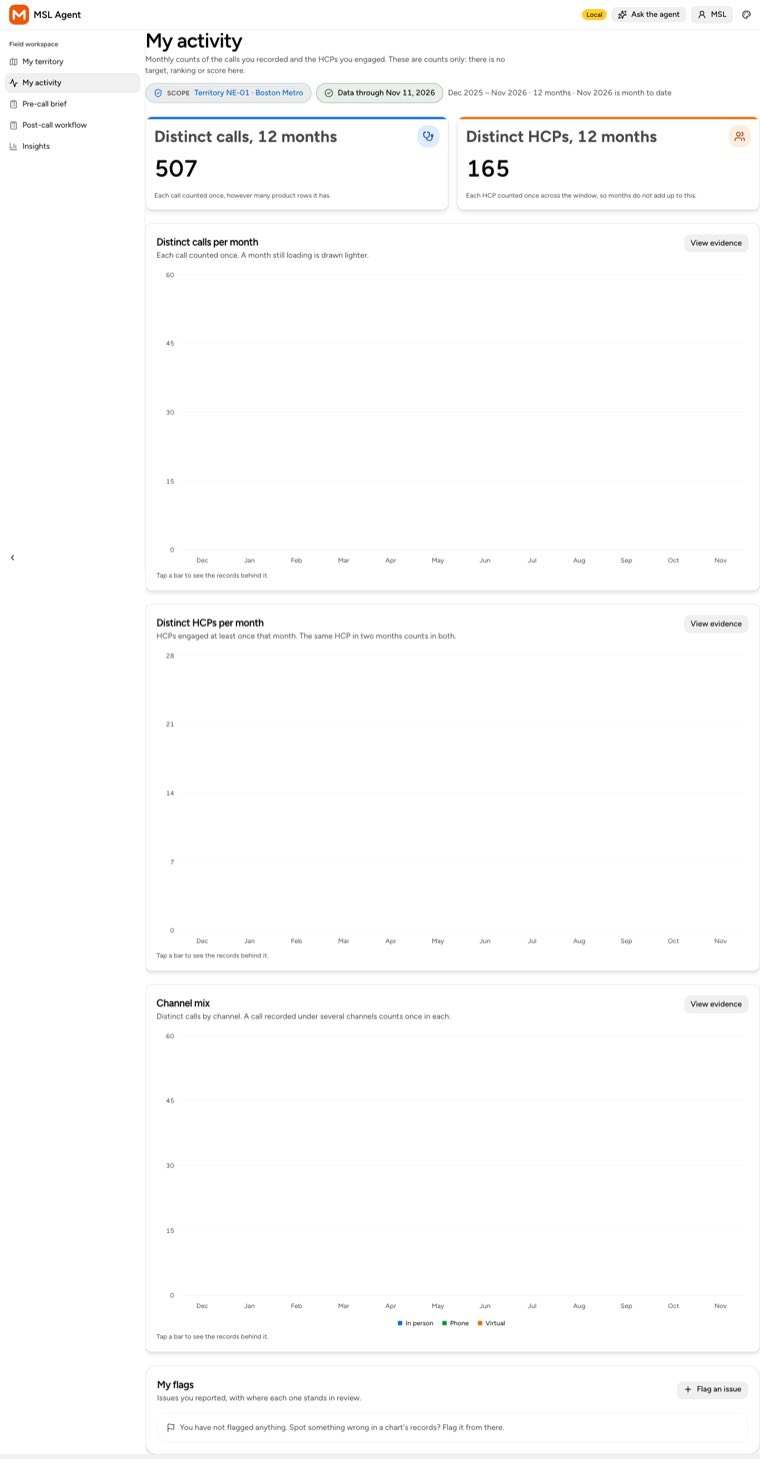 MSL Agent
Local
Ask the agent
MSL
Field workspace
My territory
My activity
Pre-call brief
Post-call workflow
Insights
My activity
Monthly counts of the calls you recorded and the HCPs you engaged. These are counts only: there is no
target, ranking or score here.
SCOPE Territory NE-01 · Boston Metro
Data through Nov 11, 2026
Dec 2025 – Nov 2026 · 12 months · Nov 2026 is month to date
Distinct calls, 12 months
507
Each call counted once, however many product rows it has.
Distinct HCPs, 12 months
165
Each HCP counted once across the window, so months do not add up to this.
Distinct calls per month
View evidence
Each call counted once. A month still loading is drawn lighter.
60
45
30
15
0
Dec Jan Feb Mar Apr May Jun Jul Aug Sep Oct Nov
Tap a bar to see the records behind it.
Distinct HCPs per month
View evidence
HCPs engaged at least once that month. The same HCP in two months counts in both.
28
21
14
7
0
Dec Jan Feb Mar Apr May Jun Jul Aug Sep Oct Nov
Tap a bar to see the records behind it.
Channel mix
View evidence
Distinct calls by channel. A call recorded under several channels counts once in each.
60
45
30
15
0
Dec Jan Feb Mar Apr May Jun Jul Aug Sep Oct Nov
In person Phone Virtual
Tap a bar to see the records behind it.
My flags
Flag an issue
Issues you reported, with where each one stands in review.
You have not flagged anything. Spot something wrong in a chart's records? Flag it from there.